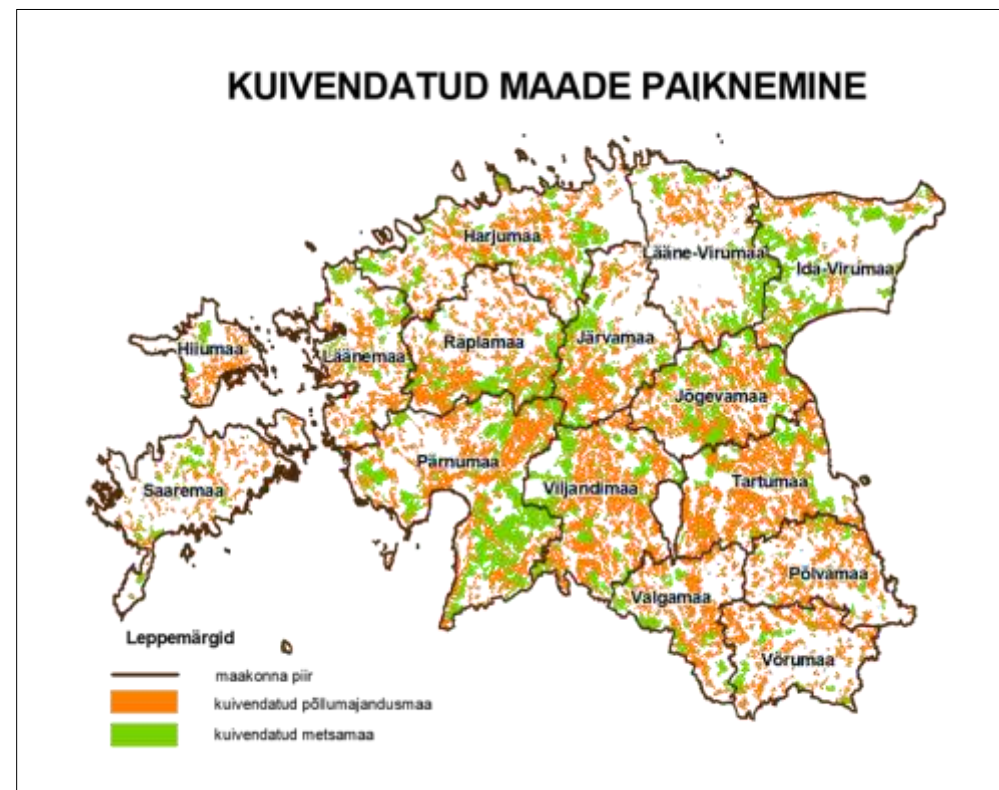 KUIVENDATUD MAADE PAIKNEMINE
Harjumaa
Lääne-Virumaa
Ida-Virumaa
Hiiumaa
Läänemaa
Raplamaa
Järvamaa
Jõgevamaa
Saaremaa
Pärnumaa
Viljandimaa
Tartumaa
Valgamaa
Põlvamaa
Võrumaa
Leppemärgid
maakonna piir
kuivendatud põllumajandusmaa
kuivendatud metsamaa